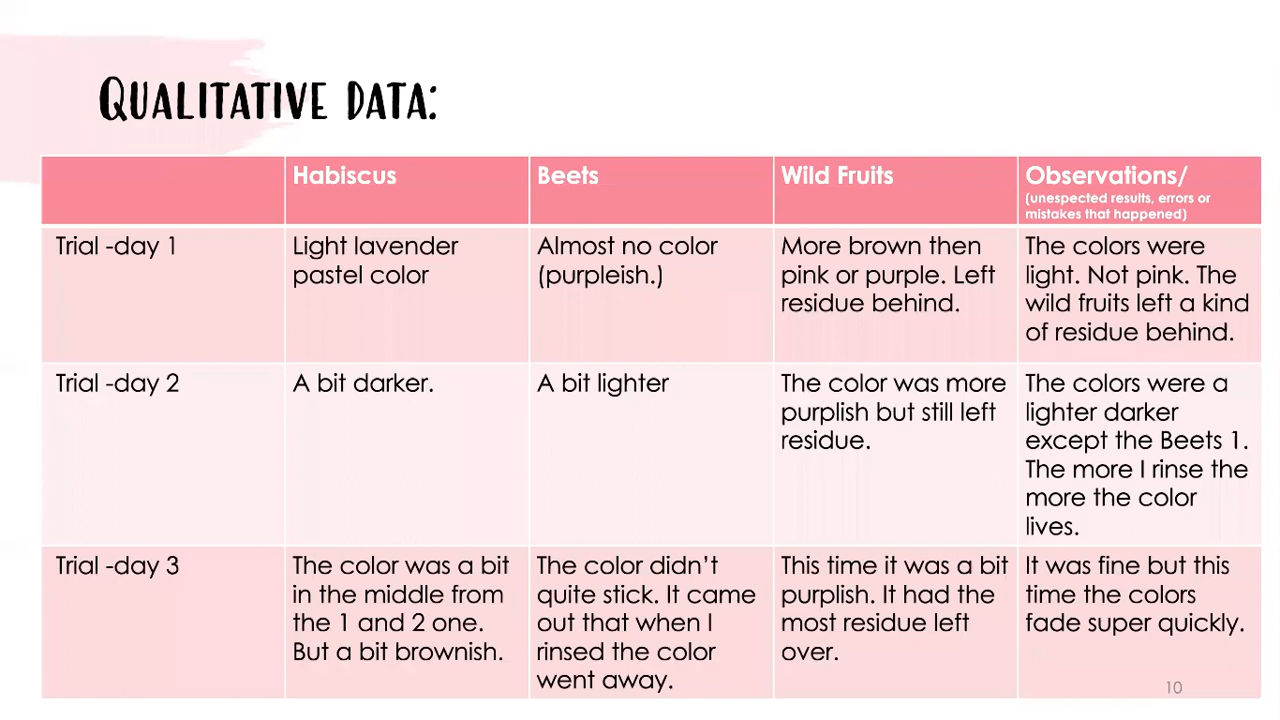 Qualitative data:
Habiscus
Beets
Wild Fruits
Observations/
(unespected results, errors or
mistakes that happened)
Trial -day 1
Light lavender
pastel color
Almost no color
(purpleish.)
More brown then
pink or purple. Left
residue behind.
The colors were
light. Not pink. The
wild fruits left a kind
of residue behind.
Trial -day 2
A bit darker.
A bit lighter
The color was more
purplish but still left
residue.
The colors were a
lighter darker
except the Beets 1.
The more I rinse the
more the color
lives.
Trial -day 3
The color was a bit
in the middle from
the 1 and 2 one.
But a bit brownish.
The color didn’t
quite stick. It came
out that when I
rinsed the color
went away.
This time it was a bit
purplish. It had the
most residue left
over.
It was fine but this
time the colors
fade super quickly.
10